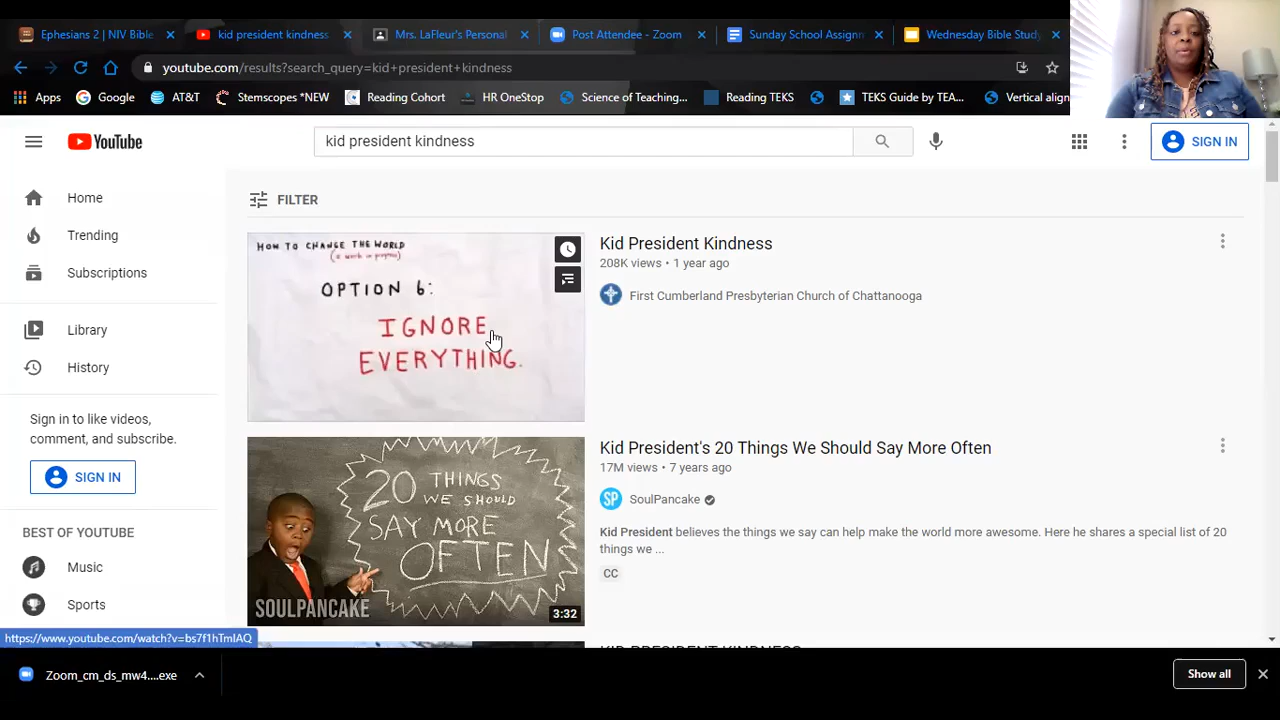 Ephesians 2 | NIV Bible
kid president kindness
Mrs. LaFleur's Personal
Post Attendee - Zoom
Sunday School Assignm
Wednesday Bible Study
youtube.com/results?search_query=kid+president+kindness
Apps
Google
AT&T
Stemscopes *NEW
Reading Cohort
HR OneStop
Science of Teaching...
Reading TEKS
TEKS Guide by TEA...
Vertical align
YouTube
kid president kindness
SIGN IN
Home
Trending
Subscriptions
Library
History
Sign in to like videos,
comment, and subscribe.
SIGN IN
BEST OF YOUTUBE
Music
Sports
FILTER
HOW TO CHANGE THE WORLD
(a work in progress)
OPTION 6:
IGNORE
EVERYTHING.
Kid President Kindness
208K views • 1 year ago
First Cumberland Presbyterian Church of Chattanooga
20 THINGS
WE SHOULD
SAY MORE
OFTEN
SOULPANCAKE
3:32
Kid President's 20 Things We Should Say More Often
17M views • 7 years ago
SP
SoulPancake
Kid President believes the things we say can help make the world more awesome. Here he shares a special list of 20
things we ...
CC
KID PRESIDENT KINDNESS
https://www.youtube.com/watch?v=bs7f1hTmIAQ
Zoom_cm_ds_mw4....exe
Show all